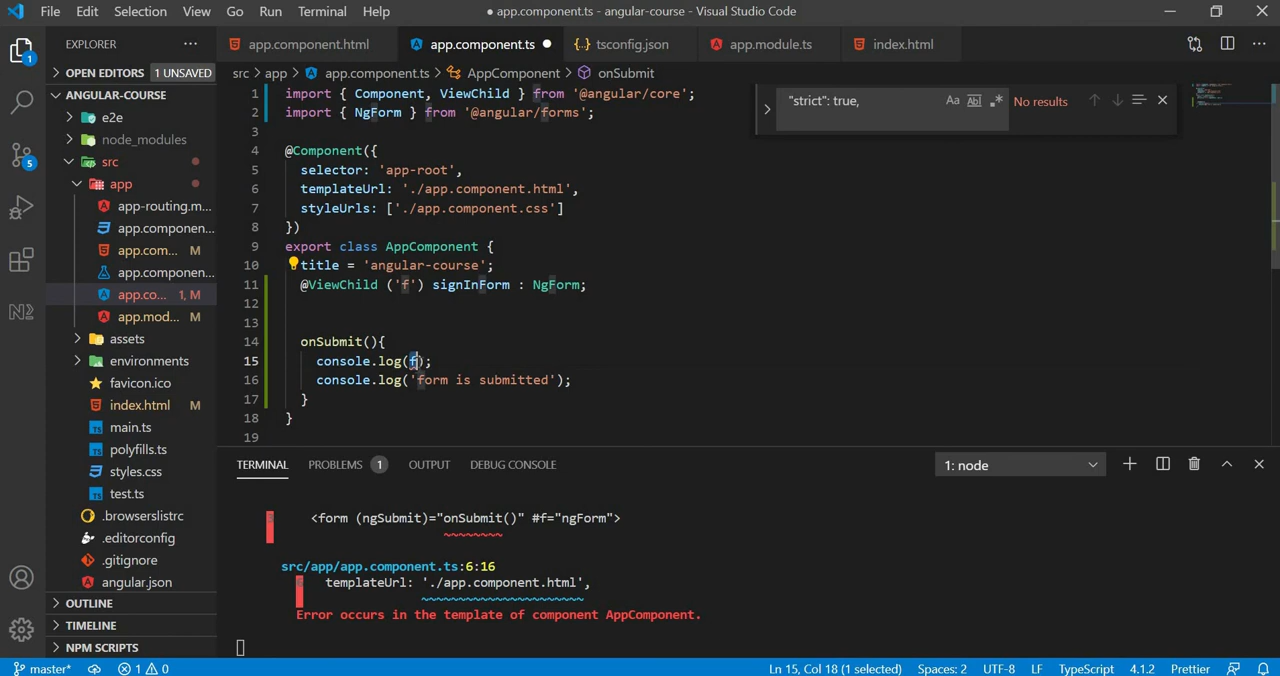 File Edit Selection View Go Run Terminal Help
● app.component.ts - angular-course - Visual Studio Code
EXPLORER ...
app.component.html
app.component.ts ●
tsconfig.json
app.module.ts
index.html
OPEN EDITORS 1 UNSAVED
src > app > app.component.ts > AppComponent > onSubmit
ANGULAR-COURSE
e2e
node_modules
src
app
app-routing.m...
app.componen...
app.com... M
app.componen...
app.co... 1, M
app.mod... M
assets
environments
favicon.ico
index.html M
main.ts
polyfills.ts
styles.css
test.ts
.browserslistrc
.editorconfig
.gitignore
angular.json
OUTLINE
TIMELINE
NPM SCRIPTS
1
5
"strict": true,
Aa Abl .* No results
1 import { Component, ViewChild } from '@angular/core';
2 import { NgForm } from '@angular/forms';
3
4 @Component({
5 selector: 'app-root',
6 templateUrl: './app.component.html',
7 styleUrls: ['./app.component.css']
8 })
9 export class AppComponent {
10 title = 'angular-course';
11 @ViewChild ('f') signInForm : NgForm;
12
13
14 onSubmit(){
15 console.log(f);
16 console.log('form is submitted');
17 }
18 }
19
TERMINAL PROBLEMS 1 OUTPUT DEBUG CONSOLE 1: node
<form (ngSubmit)="onSubmit()" #f="ngForm">
~~~~~~~~
src/app/app.component.ts:6:16
templateUrl: './app.component.html',
~~~~~~~~~~~~~~~~~~~~~~
Error occurs in the template of component AppComponent.
master* 1 0 Ln 15, Col 18 (1 selected) Spaces: 2 UTF-8 LF TypeScript 4.1.2 Prettier